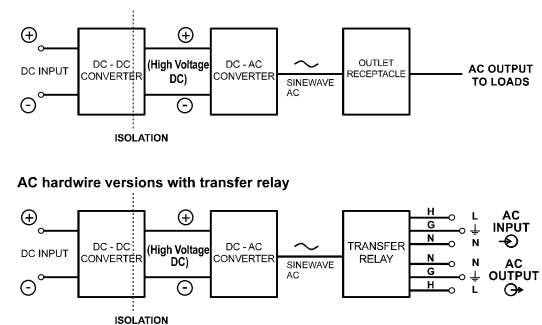 DC INPUT
DC - DC
CONVERTER
(High Voltage
DC)
DC - AC
CONVERTER
SINEWAVE
AC
OUTLET
RECEPTACLE
AC OUTPUT
TO LOADS
ISOLATION
AC hardwire versions with transfer relay
DC INPUT
DC - DC
CONVERTER
(High Voltage
DC)
DC - AC
CONVERTER
SINEWAVE
AC
TRANSFER
RELAY
H L
G
N N
AC
INPUT
N N
G
H L
AC
OUTPUT
ISOLATION